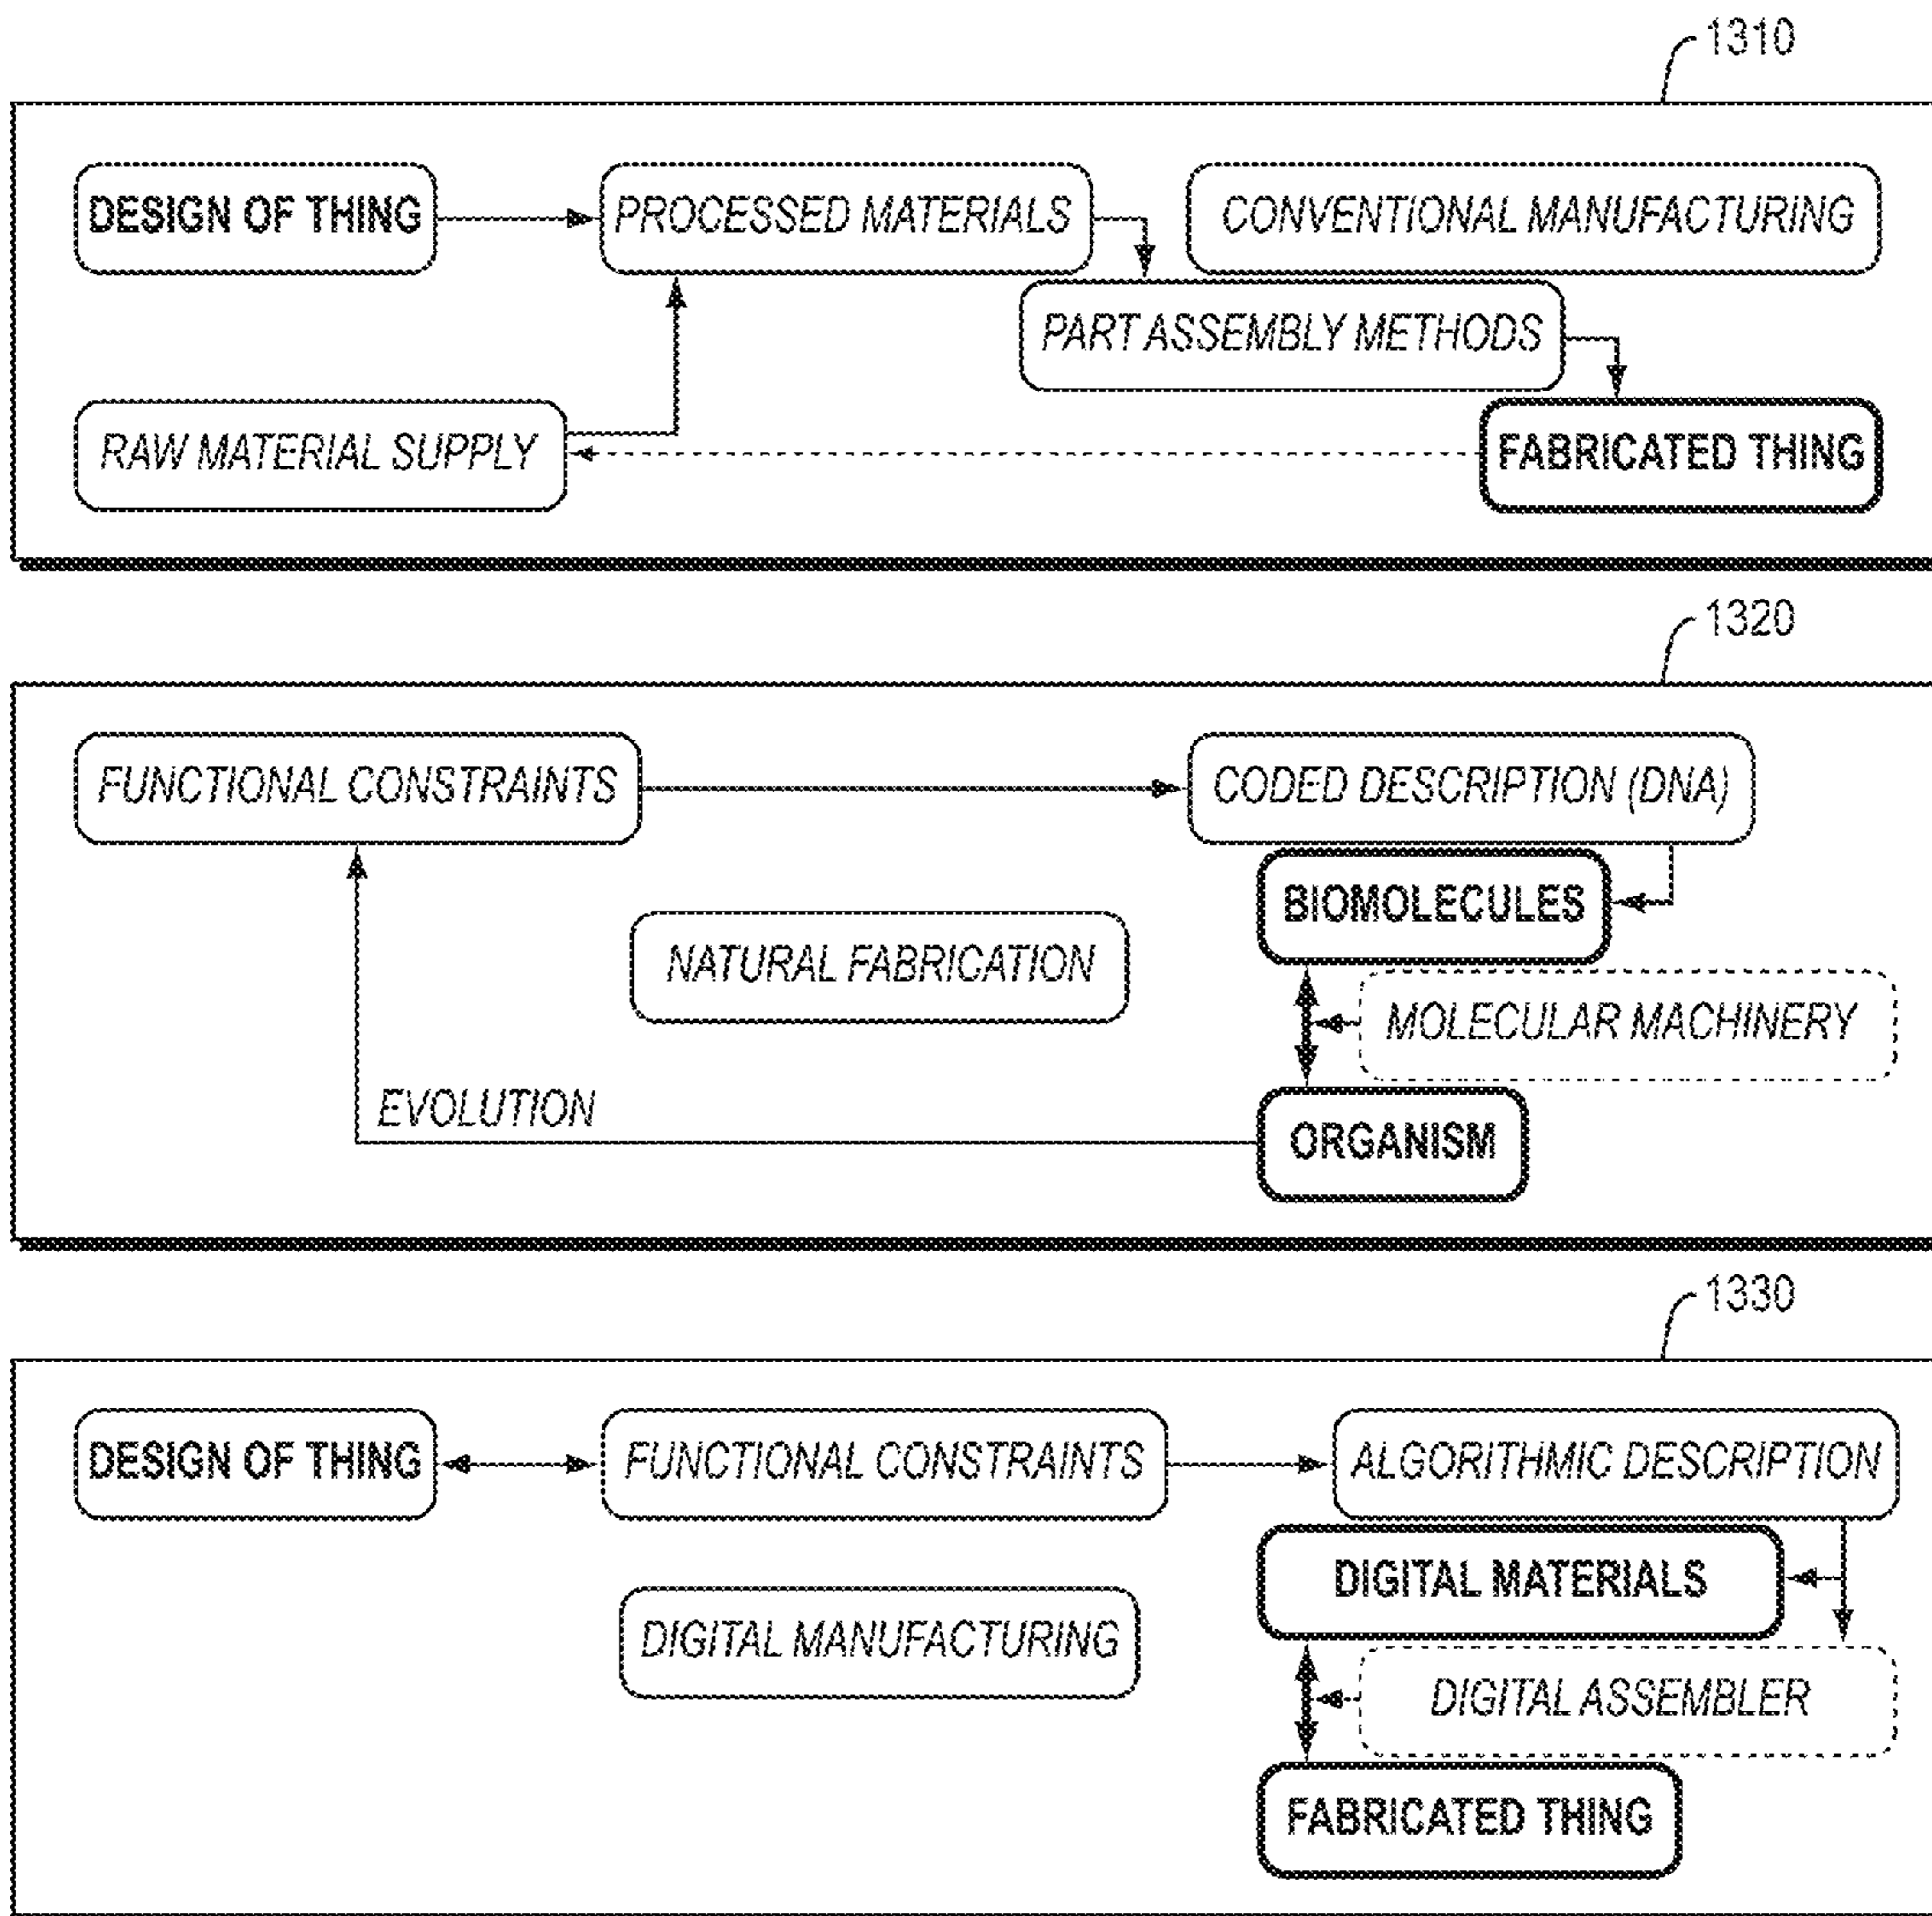 1310
DESIGN OF THING
PROCESSED MATERIALS
CONVENTIONAL MANUFACTURING
PART ASSEMBLY METHODS
RAW MATERIAL SUPPLY
FABRICATED THING
1320
FUNCTIONAL CONSTRAINTS
CODED DESCRIPTION (DNA)
BIOMOLECULES
NATURAL FABRICATION
MOLECULAR MACHINERY
EVOLUTION
ORGANISM
1330
DESIGN OF THING
FUNCTIONAL CONSTRAINTS
ALGORITHMIC DESCRIPTION
DIGITAL MATERIALS
DIGITAL MANUFACTURING
DIGITAL ASSEMBLER
FABRICATED THING